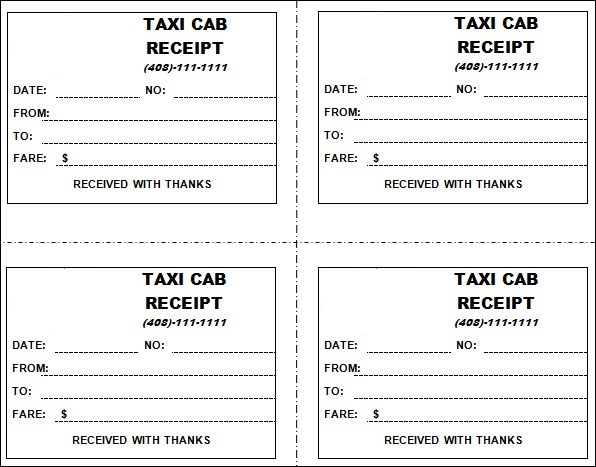 TAXI CAB
RECEIPT
(408)-111-1111
DATE: NO:
FROM:
TO:
FARE: $
RECEIVED WITH THANKS
TAXI CAB
RECEIPT
(408)-111-1111
DATE: NO:
FROM:
TO:
FARE: $
RECEIVED WITH THANKS
TAXI CAB
RECEIPT
(408)-111-1111
DATE: NO:
FROM:
TO:
FARE: $
RECEIVED WITH THANKS
TAXI CAB
RECEIPT
(408)-111-1111
DATE: NO:
FROM:
TO:
FARE: $
RECEIVED WITH THANKS